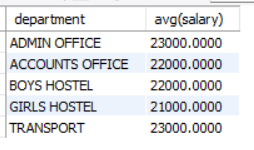 department avg(salary)
ADMIN OFFICE 23000.0000
ACCOUNTS OFFICE 22000.0000
BOYS HOSTEL 22000.0000
GIRLS HOSTEL 21000.0000
TRANSPORT 23000.0000